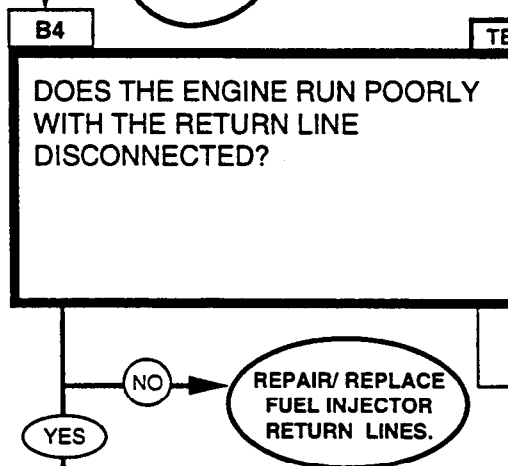 B4
TE
DOES THE ENGINE RUN POORLY
WITH THE RETURN LINE
DISCONNECTED?
NO
REPAIR/ REPLACE
FUEL INJECTOR
RETURN LINES.
YES